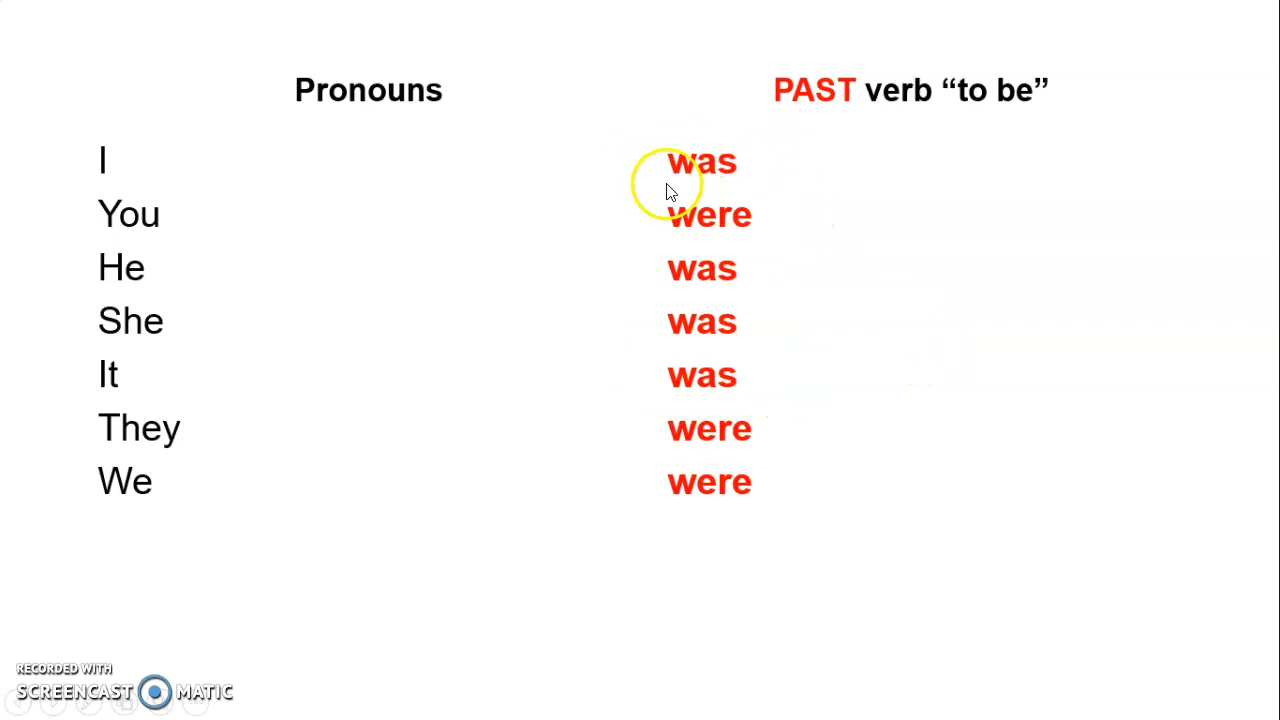 Pronouns PAST verb “to be”
I was
You were
He was
She was
It was
They were
We were
RECORDED WITH
SCREENCAST MATIC